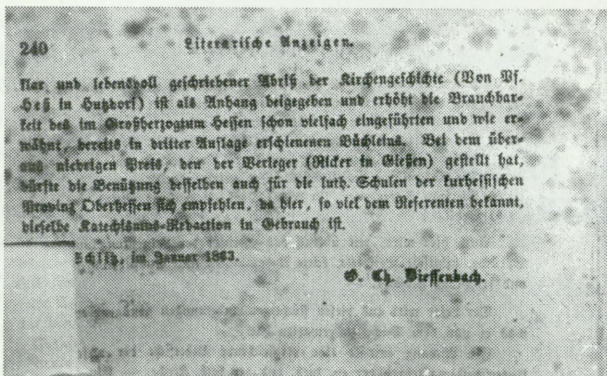 240 Literarische Anzeigen.
klar und lebensvoll geschriebener Abriß der Kirchengeschichte (Von Pf.
Heß in Hutzdorf) ist als Anhang beigegeben und erhöht die Brauchbar-
keit des im Großherzogtum Hessen schon vielfach eingeführten und wie er-
wähnt, bereits in dritter Auflage erschienenen Büchleins. Bei dem über-
aus niedrigen Preis, den der Verleger (Ricker in Gießen) gestellt hat,
dürfte die Benützung desselben auch für die luth. Schulen der kurhessischen
Provinz Oberhessen sich empfehlen, da hier, so viel dem Referenten bekannt,
dieselbe Katechismus-Redaction in Gebrauch ist.
Schlitz, im Januar 1863.
G. Ch. Dieffenbach.